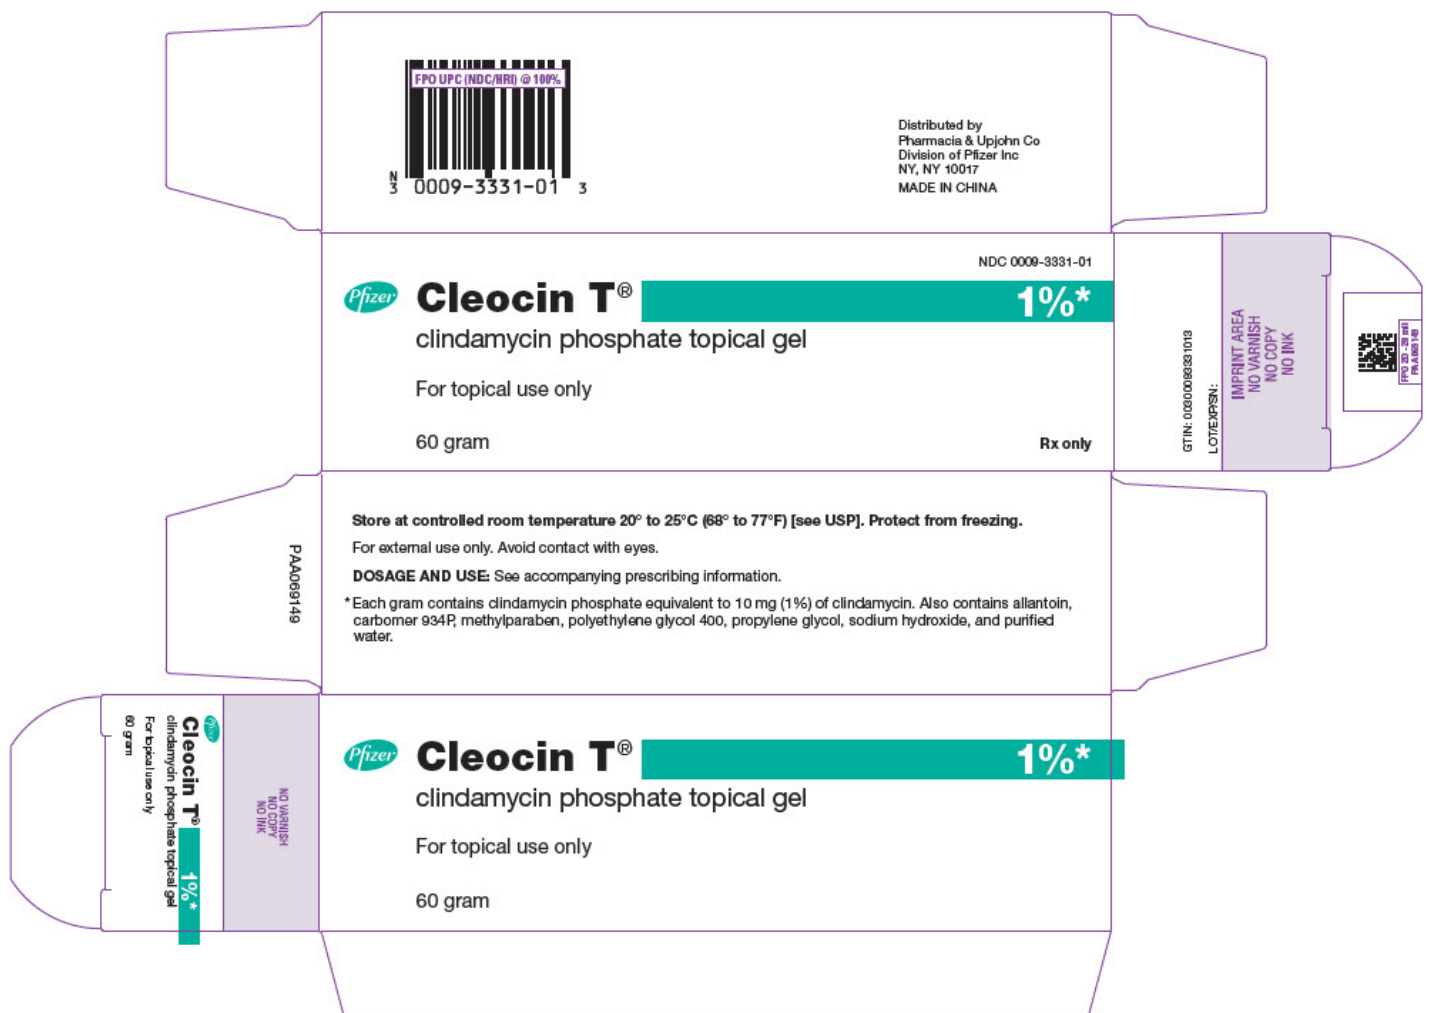 FPO UPC (NDC/HRI) @ 100%
N
3 0009-3331-01 3
Distributed by
Pharmacia & Upjohn Co
Division of Pfizer Inc
NY, NY 10017
MADE IN CHINA
NDC 0009-3331-01
Pfizer
Cleocin T®
1%*
clindamycin phosphate topical gel
For topical use only
60 gram
Rx only
GTIN: 00300093331013
LOT/EXP/SN:
IMPRINT AREA
NO VARNISH
NO COPY
NO INK
FPO 2D - 20 mil
PAA069149
Store at controlled room temperature 20° to 25°C (68° to 77°F) [see USP]. Protect from freezing.
For external use only. Avoid contact with eyes.
DOSAGE AND USE: See accompanying prescribing information.
*Each gram contains clindamycin phosphate equivalent to 10 mg (1%) of clindamycin. Also contains allantoin,
carbomer 934P, methylparaben, polyethylene glycol 400, propylene glycol, sodium hydroxide, and purified
water.
PAA069149
Pfizer
Cleocin T®
1%*
clindamycin phosphate topical gel
For topical use only
60 gram
NO VARNISH
NO COPY
NO INK
Pfizer
Cleocin T®
1%*
clindamycin phosphate topical gel
For topical use only
60 gram